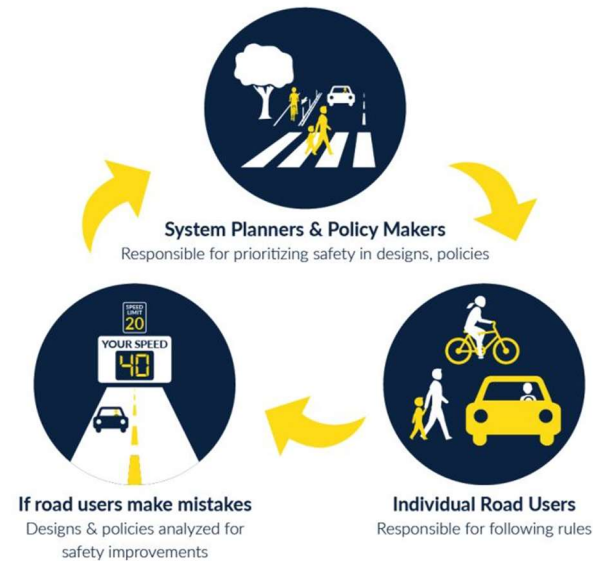 System Planners & Policy Makers
Responsible for prioritizing safety in designs, policies
SPEED
LIMIT
20
YOUR SPEED
40
If road users make mistakes
Designs & policies analyzed for
safety improvements
Individual Road Users
Responsible for following rules